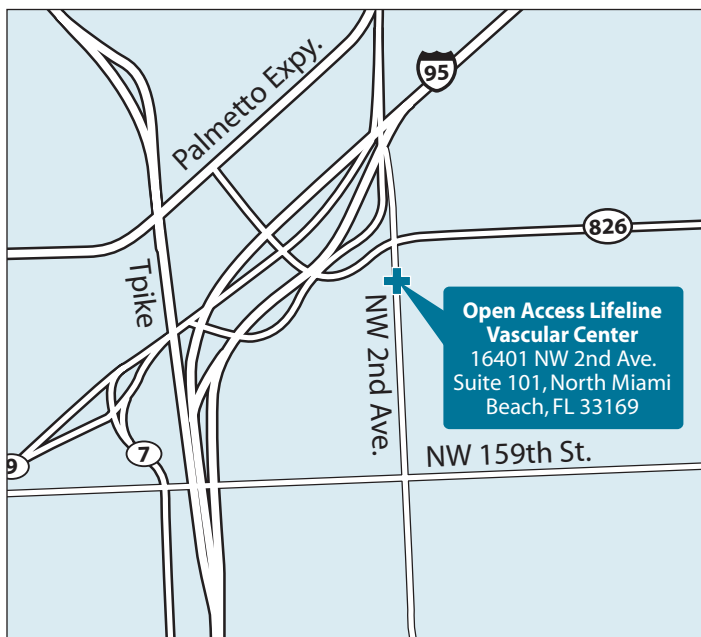 95
Palmetto Expy.
826
Tpike
NW 2nd Ave.
Open Access Lifeline
Vascular Center
16401 NW 2nd Ave.
Suite 101, North Miami
Beach, FL 33169
NW 159th St.
7
9